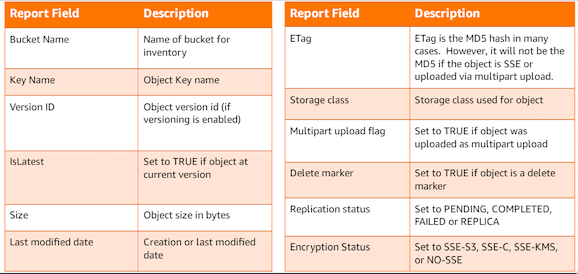 Report Field Description
Bucket Name Name of bucket for
inventory
Key Name Object Key name
Version ID Object version id (if
versioning is enabled)
IsLatest Set to TRUE if object at
current version
Size Object size in bytes
Last modified date Creation or last modified
date
Report Field Description
ETag ETag is the MD5 hash in many
cases. However, it will not be the
MD5 if the object is SSE or
uploaded via multipart upload.
Storage class Storage class used for object
Multipart upload flag Set to TRUE if object was
uploaded as multipart upload
Delete marker Set to TRUE if object is a delete
marker
Replication status Set to PENDING, COMPLETED,
FAILED or REPLICA
Encryption Status Set to SSE-S3, SSE-C, SSE-KMS,
or NO-SSE